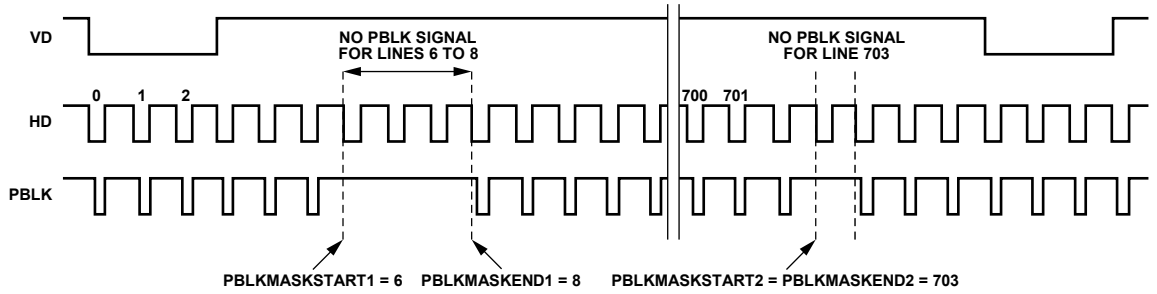 VD
NO PBLK SIGNAL
FOR LINES 6 TO 8
NO PBLK SIGNAL
FOR LINE 703
HD
0 1 2 700 701
PBLK
PBLKMASKSTART1 = 6 PBLKMASKEND1 = 8 PBLKMASKSTART2 = PBLKMASKEND2 = 703